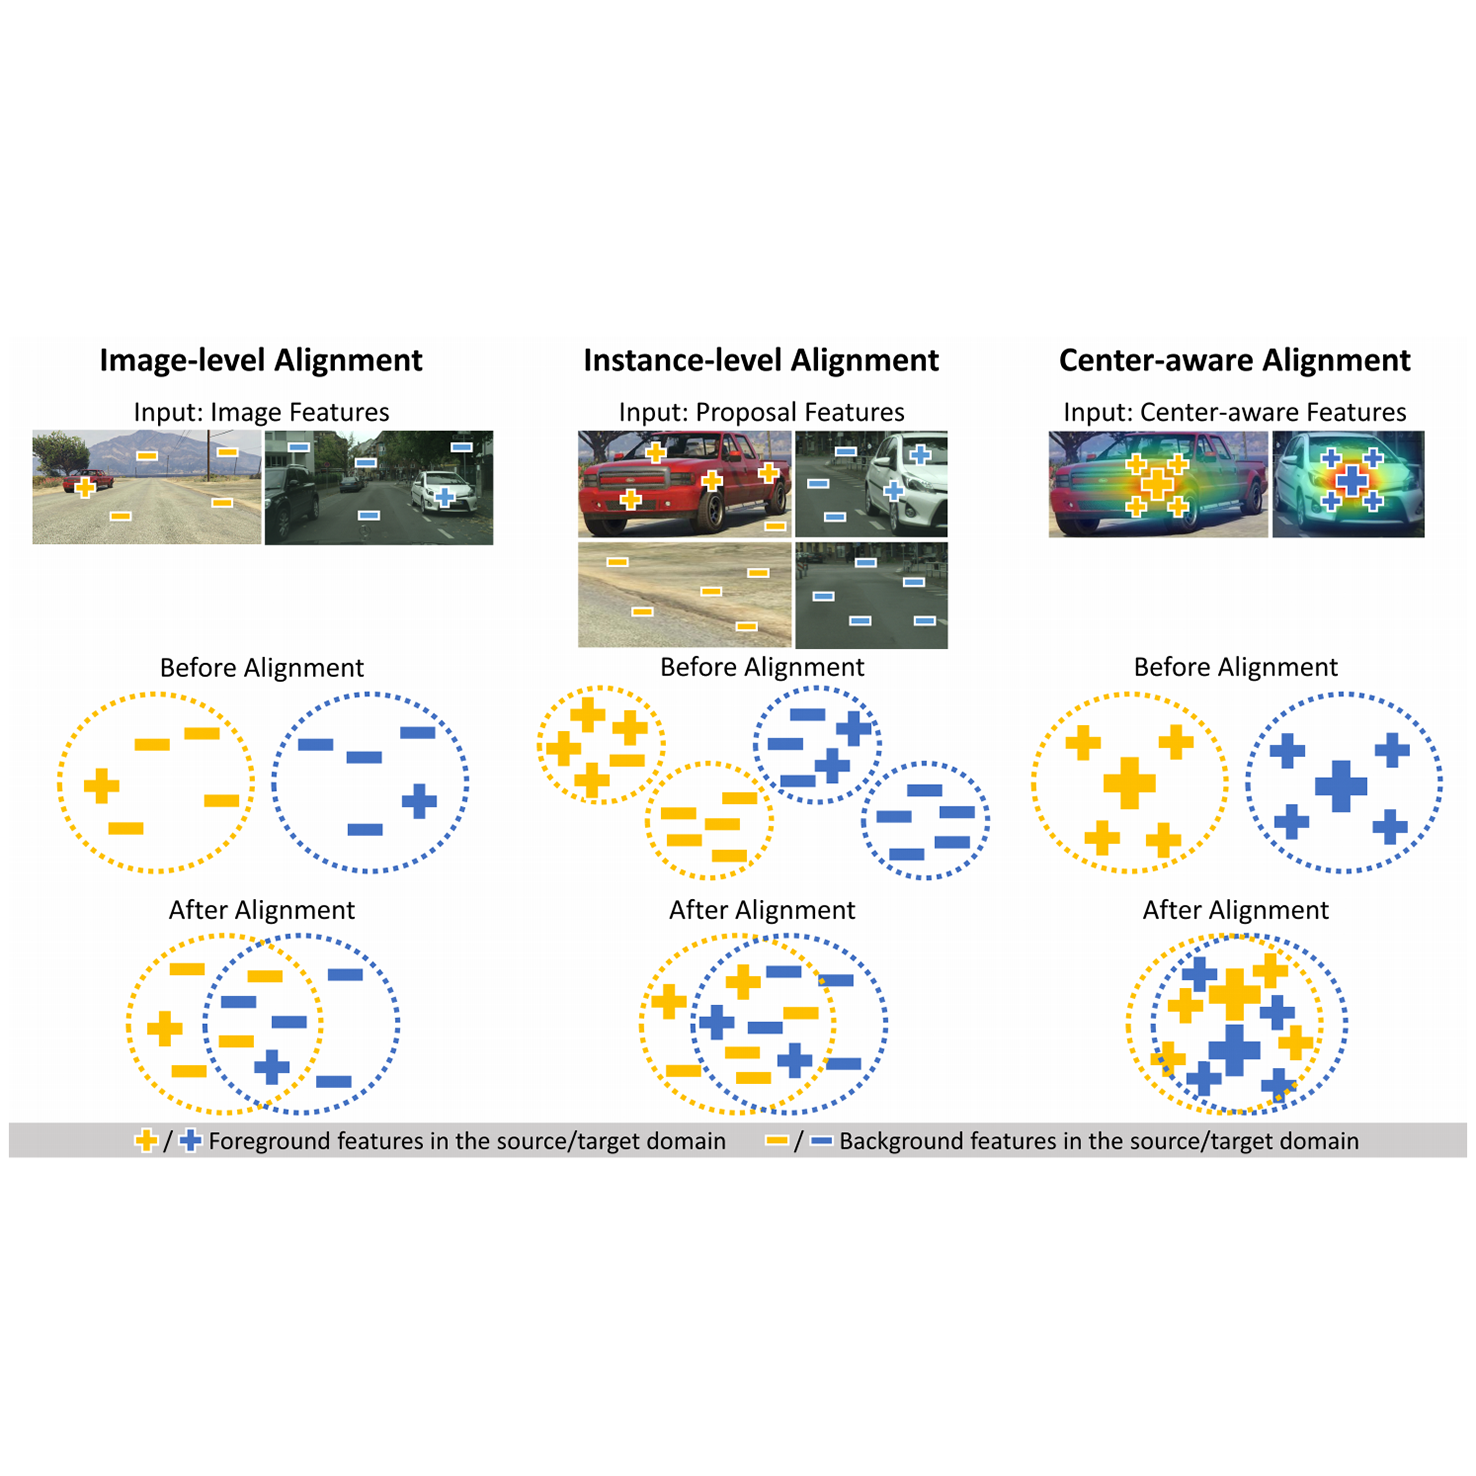 Image-level Alignment
Instance-level Alignment
Center-aware Alignment
Input: Image Features
Input: Proposal Features
Input: Center-aware Features
Before Alignment
Before Alignment
Before Alignment
After Alignment
After Alignment
After Alignment
/ Foreground features in the source/target domain
/ Background features in the source/target domain